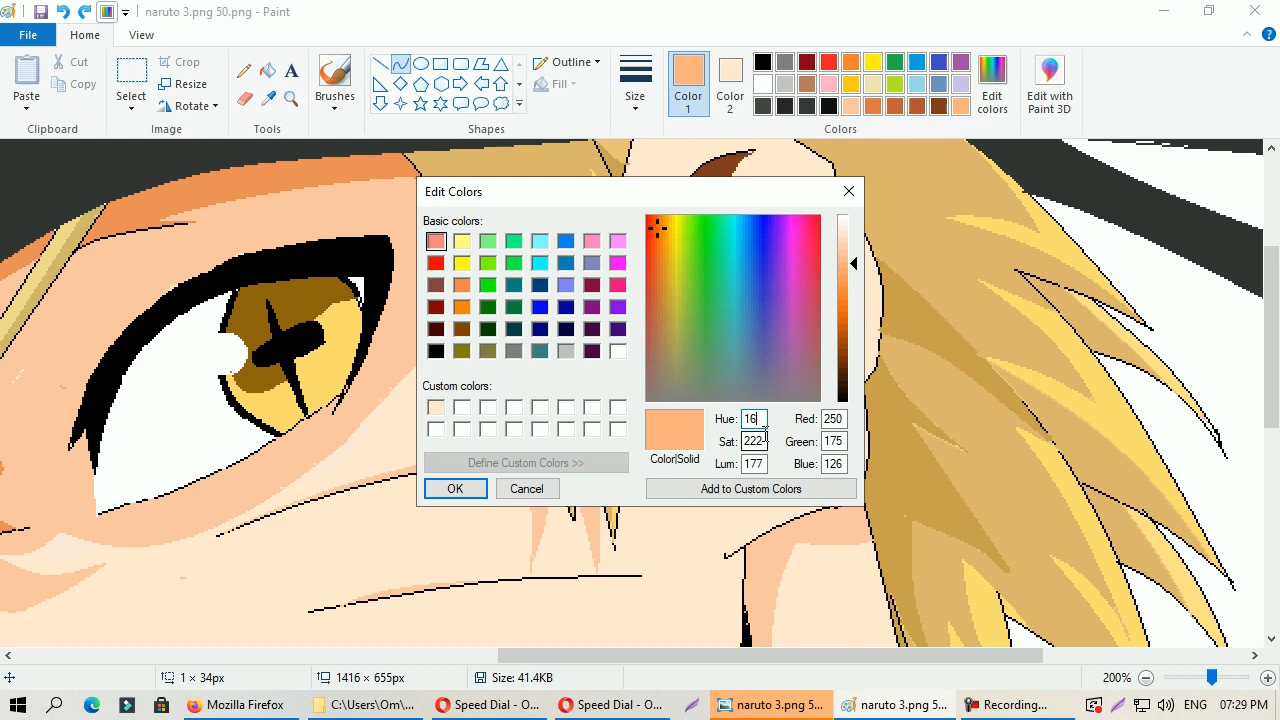 naruto 3.png 50.png - Paint
File Home View
Cut
Copy
Paste
Clipboard
Crop
Resize
Rotate
Select
Image
Tools
Brushes
Outline
Fill
Shapes
Size
Color 1
Color 2
Edit colors
Colors
Edit with Paint 3D
Edit Colors
Basic colors:
Custom colors:
Define Custom Colors >>
OK
Cancel
Color|Solid
Hue: 16
Sat: 222
Lum: 177
Red: 250
Green: 175
Blue: 126
Add to Custom Colors
1 × 34px
1416 × 655px
Size: 41.4KB
200%
Mozilla Firefox
C:\Users\Om\...
Speed Dial - O...
Speed Dial - O...
naruto 3.png 5...
naruto 3.png 5...
Recording...
ENG
07:29 PM